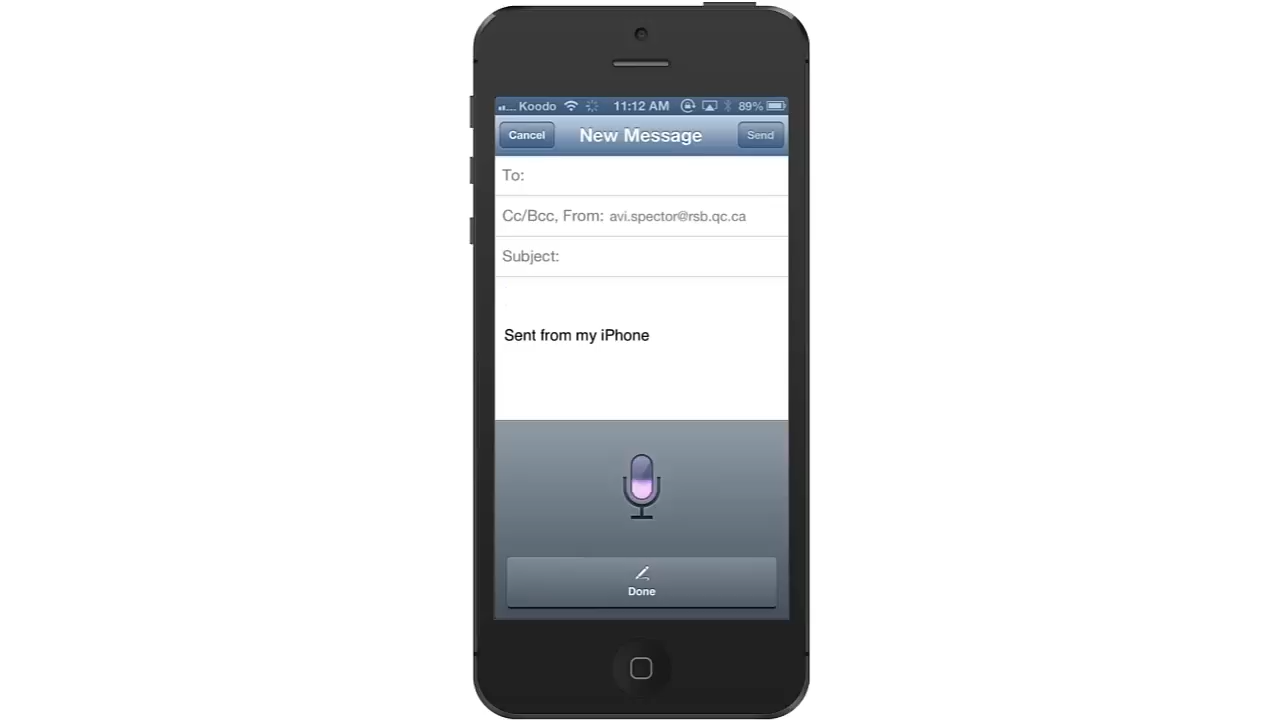 Koodo 11:12 AM 89%
Cancel New Message Send
To:
Cc/Bcc, From: avi.spector@rsb.qc.ca
Subject:
Sent from my iPhone
Done